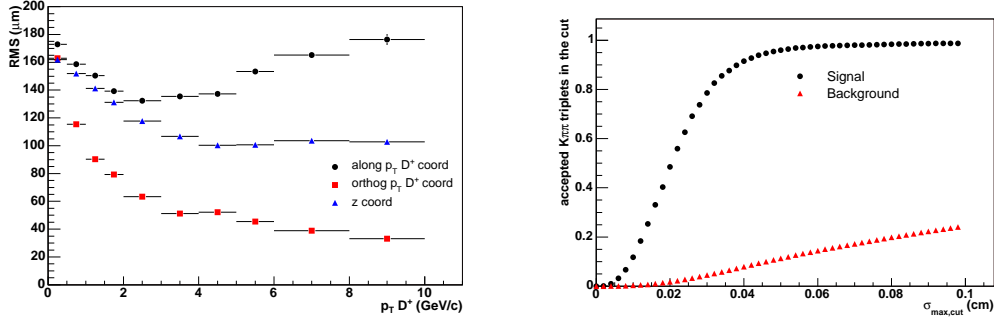 RMS (μm)
200
180
160
140
120
100
80
60
40
20
0
0 2 4 6 8 10
p_T D⁺ (GeV/c)
along p_T D⁺ coord
orthog p_T D⁺ coord
z coord
accepted Kππ triplets in the cut
1
0.8
0.6
0.4
0.2
0
0 0.02 0.04 0.06 0.08 0.1
σ_max,cut (cm)
Signal
Background